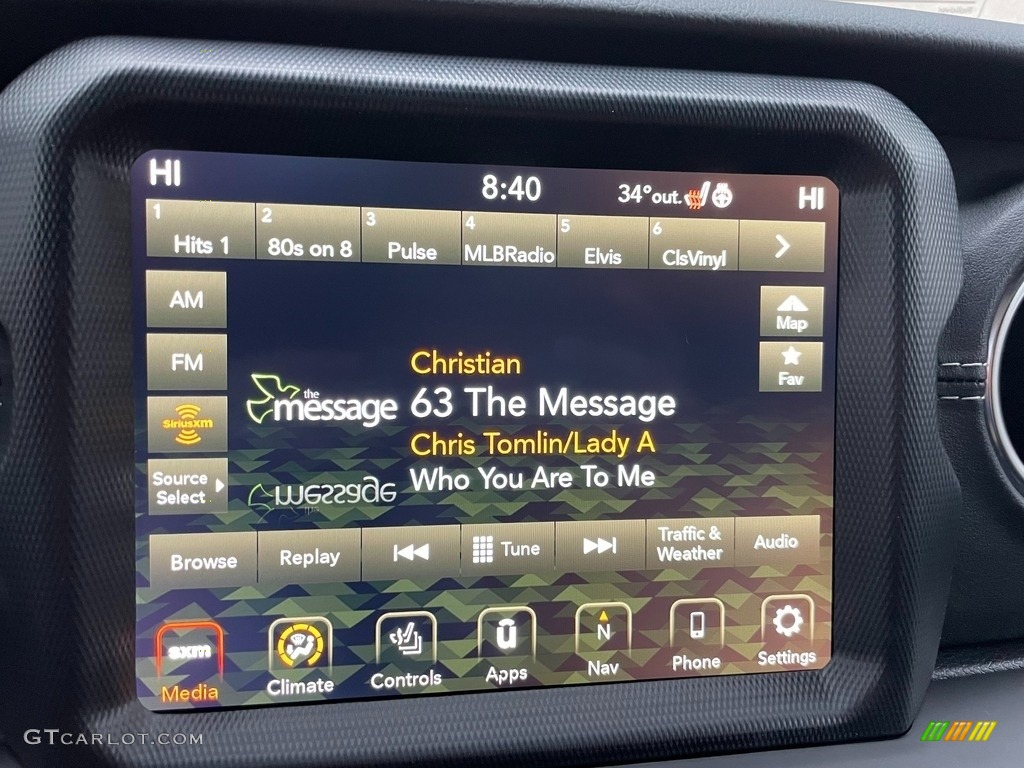 HI
8:40
34° out.
HI
1 Hits 1
2 80s on 8
3 Pulse
4 MLBRadio
5 Elvis
6 ClsVinyl
AM
FM
SiriusXm
Source
Select
Map
Fav
the
message
Christian
63 The Message
Chris Tomlin/Lady A
Who You Are To Me
message
Browse
Replay
Tune
Traffic &
Weather
Audio
sxm
Media
Climate
Controls
ū
Apps
N
Nav
Phone
Settings
GTCARLOT.COM